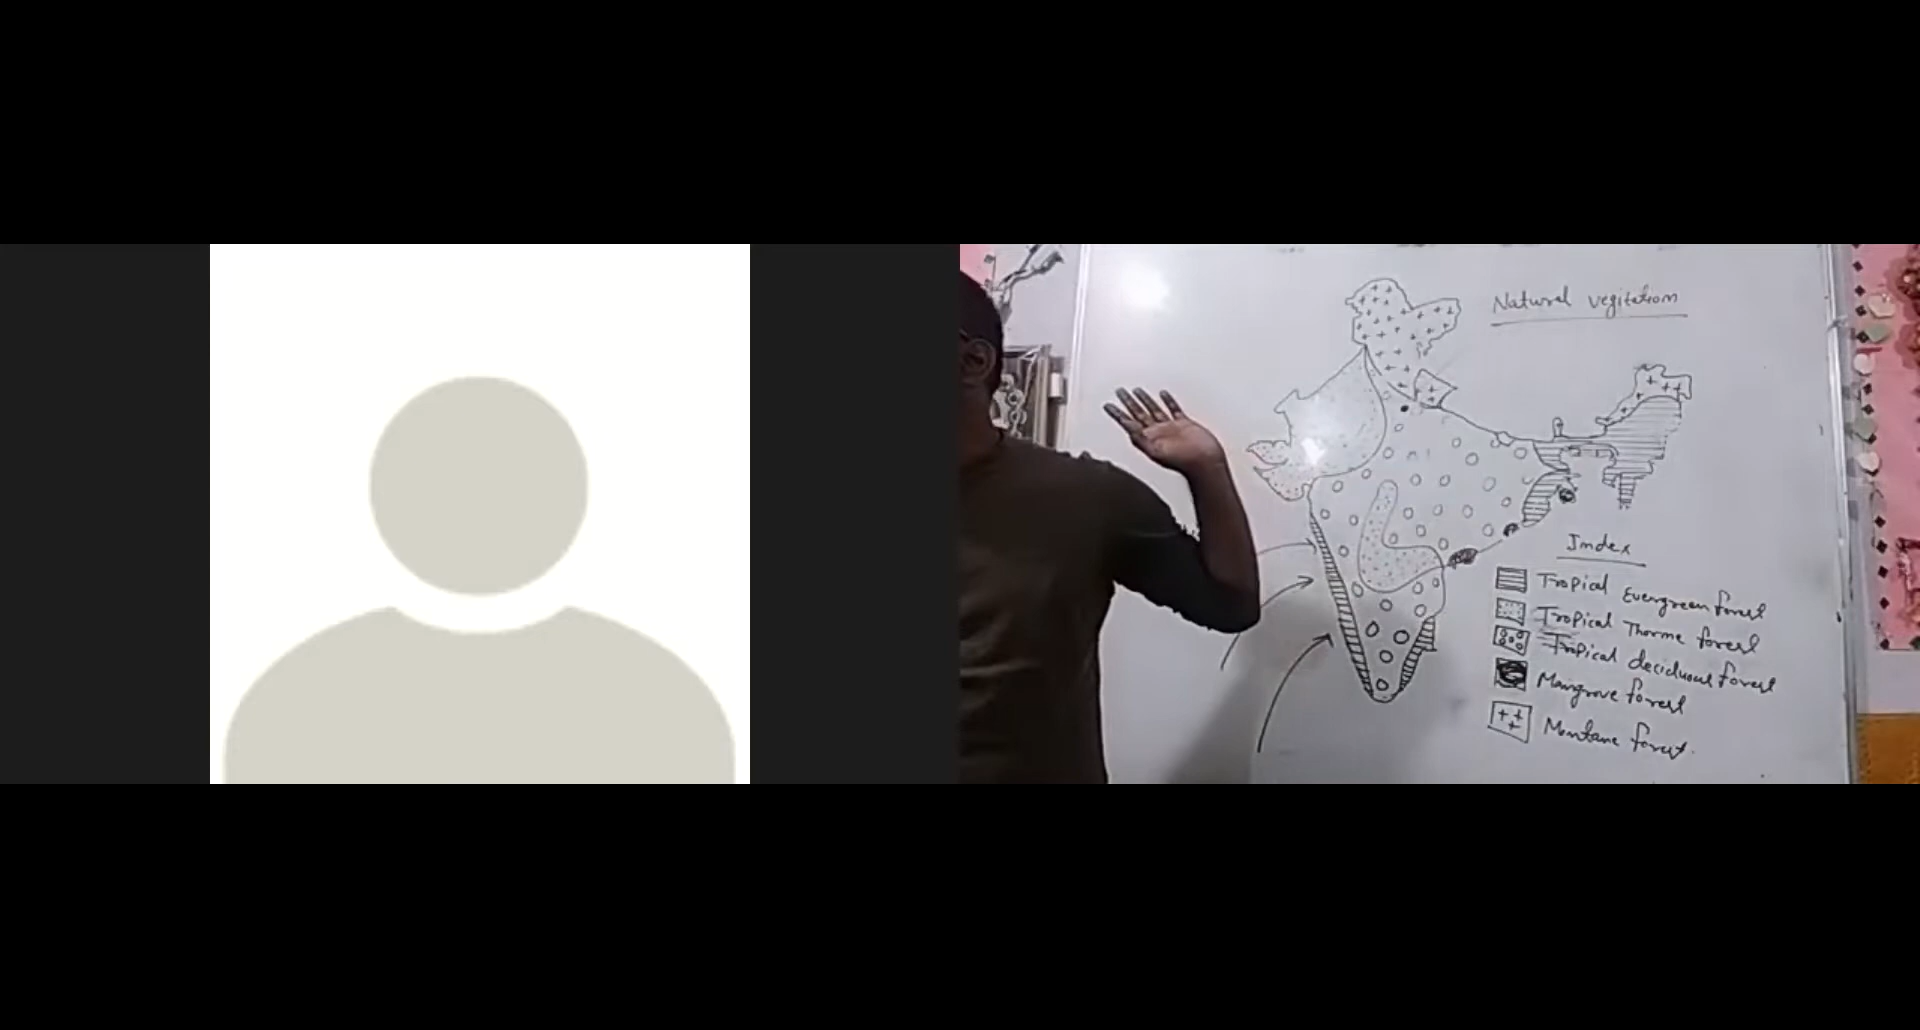 Natural vegitation
Index
Tropical Evergreen forest
Tropical Thorne forest
Tropical deciduous forest
Mangrove forest
Montane forest.